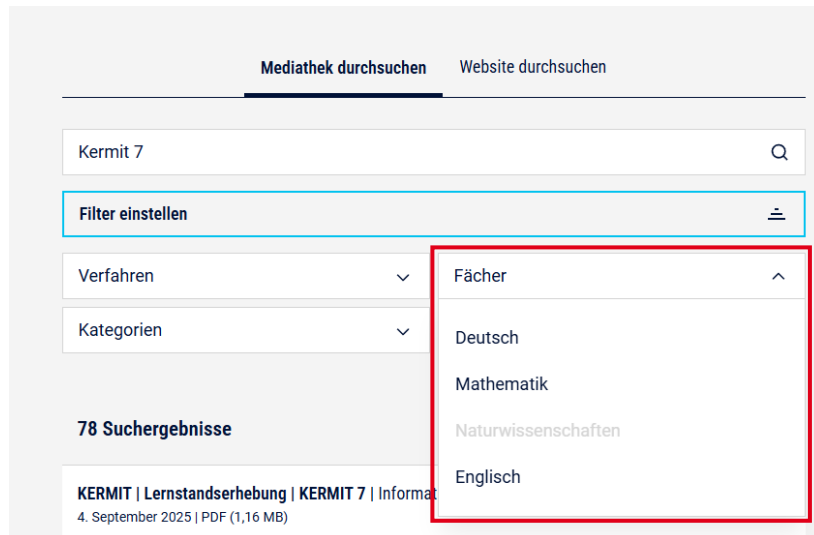 Mediathek durchsuchen Website durchsuchen
Kermit 7
Filter einstellen
Verfahren
Fächer
Kategorien
Deutsch
Mathematik
Naturwissenschaften
Englisch
78 Suchergebnisse
KERMIT | Lernstandserhebung | KERMIT 7 | Informat
4. September 2025 | PDF (1,16 MB)